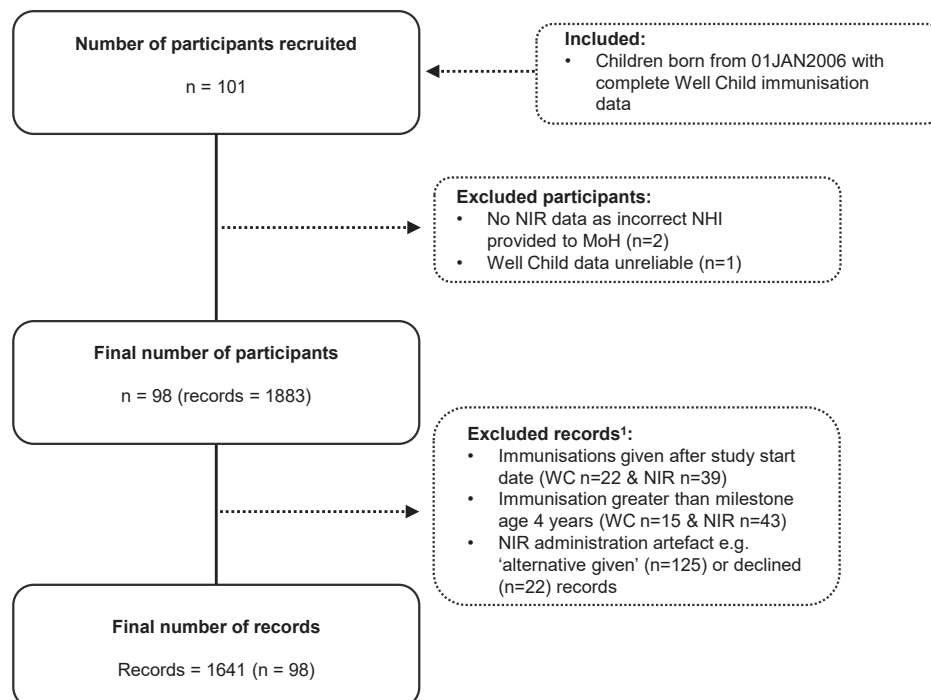 Number of participants recruited
n = 101
Included:
• Children born from 01JAN2006 with
complete Well Child immunisation
data
Excluded participants:
• No NIR data as incorrect NHI
provided to MoH (n=2)
• Well Child data unreliable (n=1)
Final number of participants
n = 98 (records = 1883)
Excluded records¹:
• Immunisations given after study start
date (WC n=22 & NIR n=39)
• Immunisation greater than milestone
age 4 years (WC n=15 & NIR n=43)
• NIR administration artefact e.g.
‘alternative given’ (n=125) or declined
(n=22) records
Final number of records
Records = 1641 (n = 98)